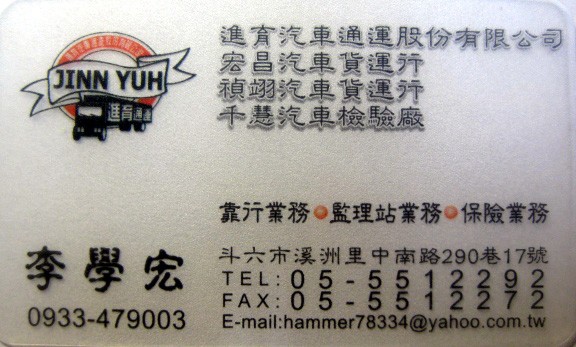 JINN YUH
進育通運
進育汽車通運股份有限公司
宏昌汽車貨運行
禎翊汽車貨運行
千慧汽車檢驗廠
靠行業務●監理站業務●保險業務
李學宏
0933-479003
斗六市溪洲里中南路290巷17號
TEL: 05-5512292
FAX: 05-5512272
E-mail:hammer78334@yahoo.com.tw